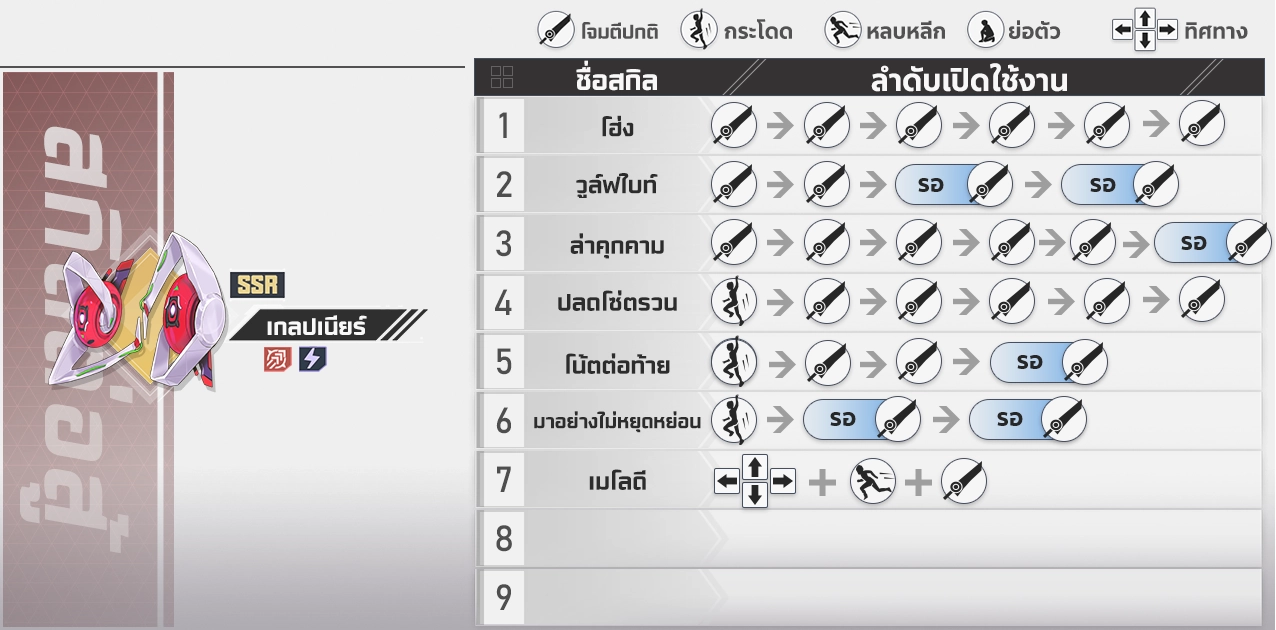 โจมตีปกติ กระโดด หลบหลีก ย่อตัว ทิศทาง
ชื่อสกิล ลำดับเปิดใช้งาน
สกิลต่อสู้
SSR
เกลปเนียร์
1 โฮ่ง
2 วูล์ฟไบท์ รอ รอ
3 ล่าคุกคาม รอ
4 ปลดโซ่ตรวน
5 โน้ตต่อท้าย รอ
6 มาอย่างไม่หยุดหย่อน รอ รอ
7 เมโลดี
8
9